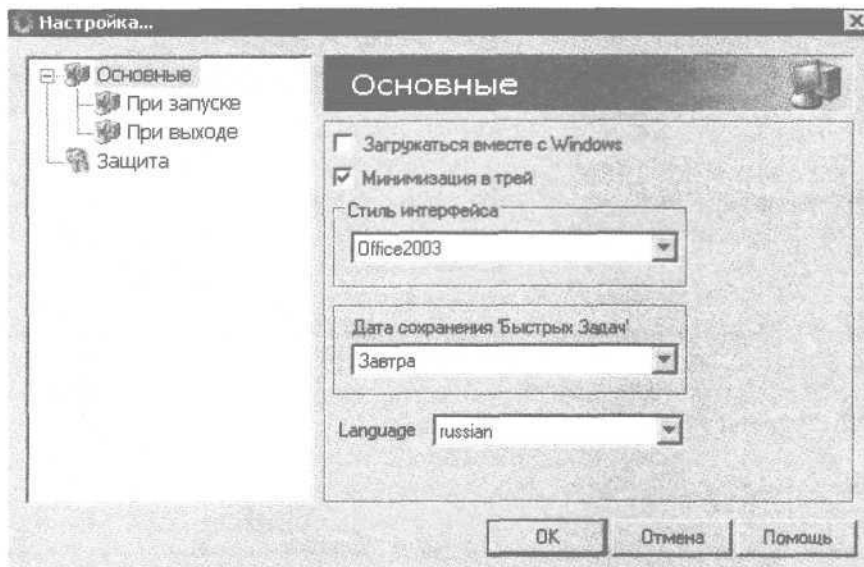 Настройка...
Основные
При запуске
При выходе
Защита
Основные
Загружаться вместе с Windows
Минимизация в трей
Стиль интерфейса
Office2003
Дата сохранения 'Быстрых Задач'
Завтра
Language russian
OK Отмена Помощь